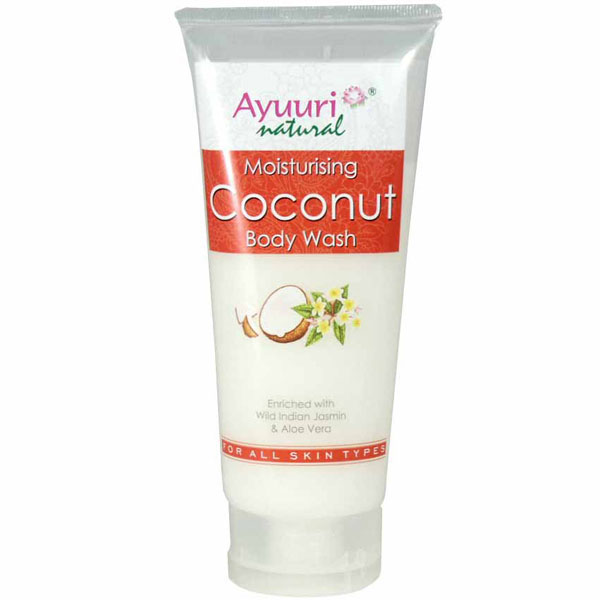 Ayuuri ®
natural
Moisturising
Coconut
Body Wash
Enriched with
Wild Indian Jasmin
& Aloe Vera
FOR ALL SKIN TYPES